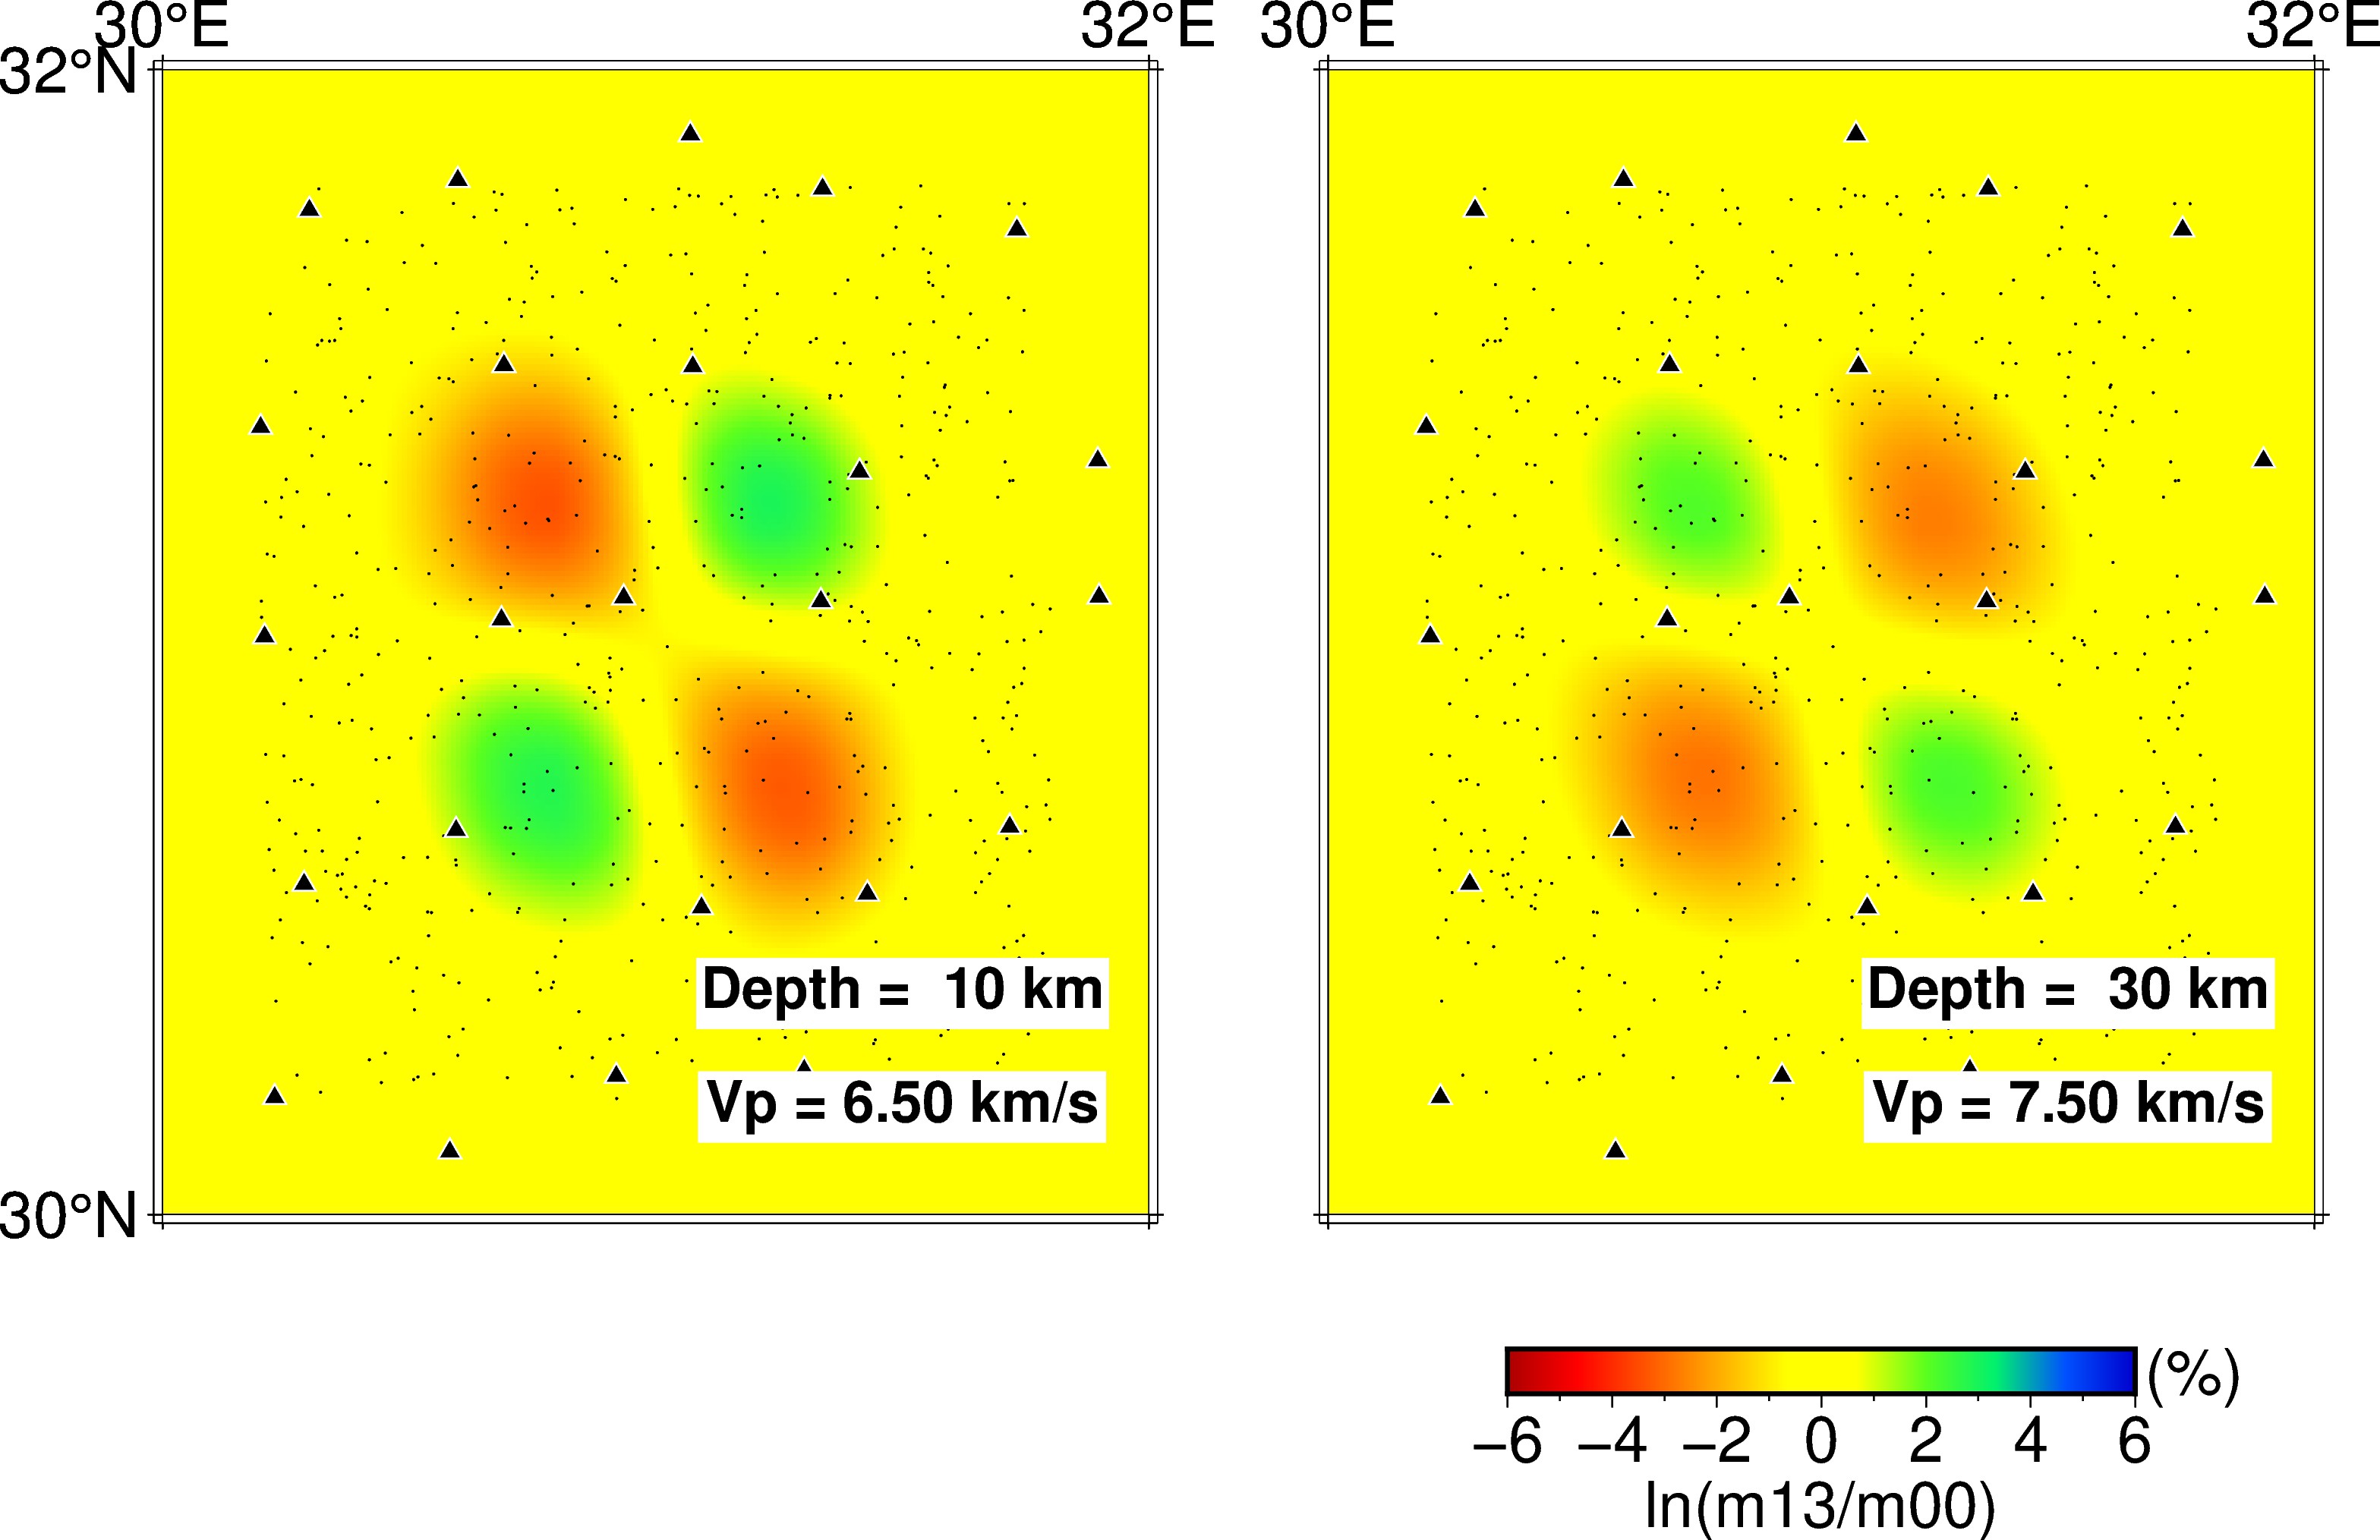 30°E 32°E 30°E 32°E
32°N
Depth = 10 km Depth = 30 km
Vp = 6.50 km/s Vp = 7.50 km/s
30°N
(%)
−6 −4 −2 0 2 4 6
ln(m13/m00)